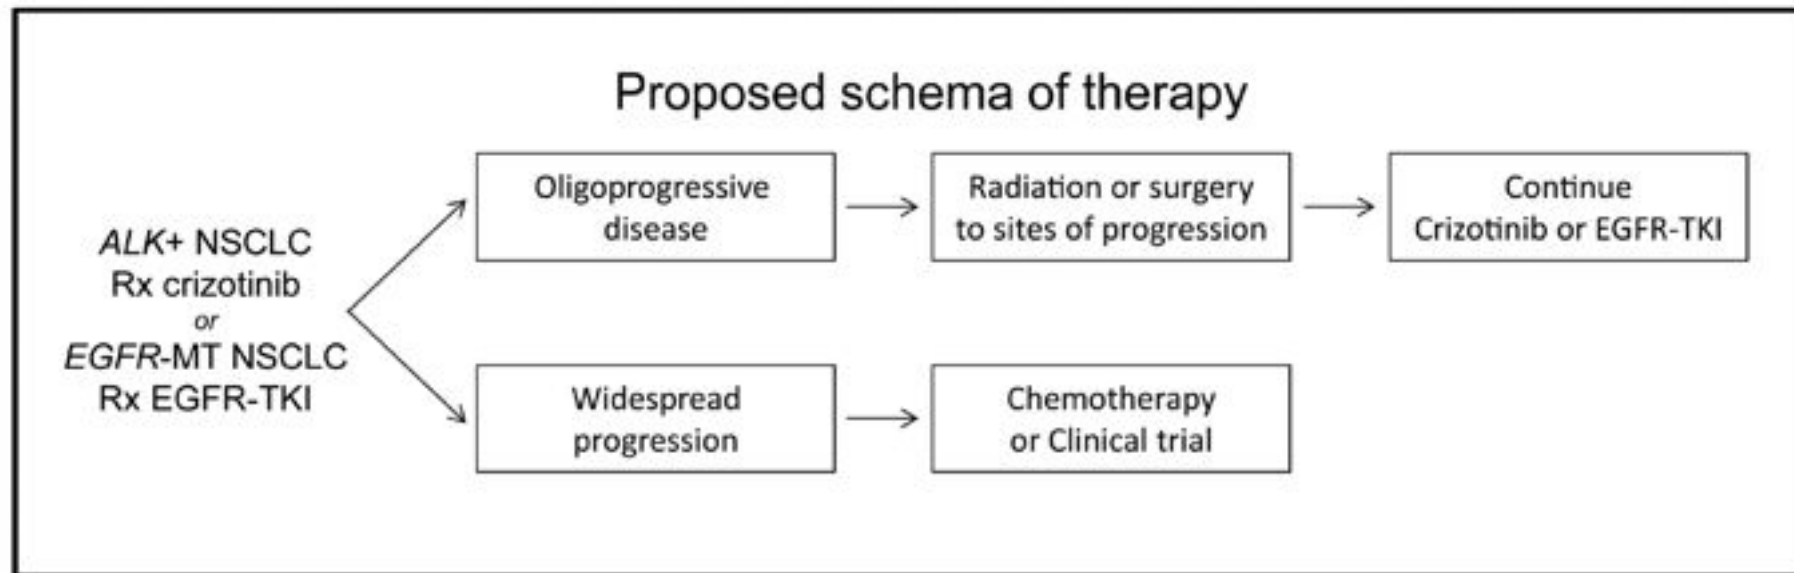 Proposed schema of therapy
ALK+ NSCLC
Rx crizotinib
or
EGFR-MT NSCLC
Rx EGFR-TKI
Oligoprogressive
disease
Radiation or surgery
to sites of progression
Continue
Crizotinib or EGFR-TKI
Widespread
progression
Chemotherapy
or Clinical trial